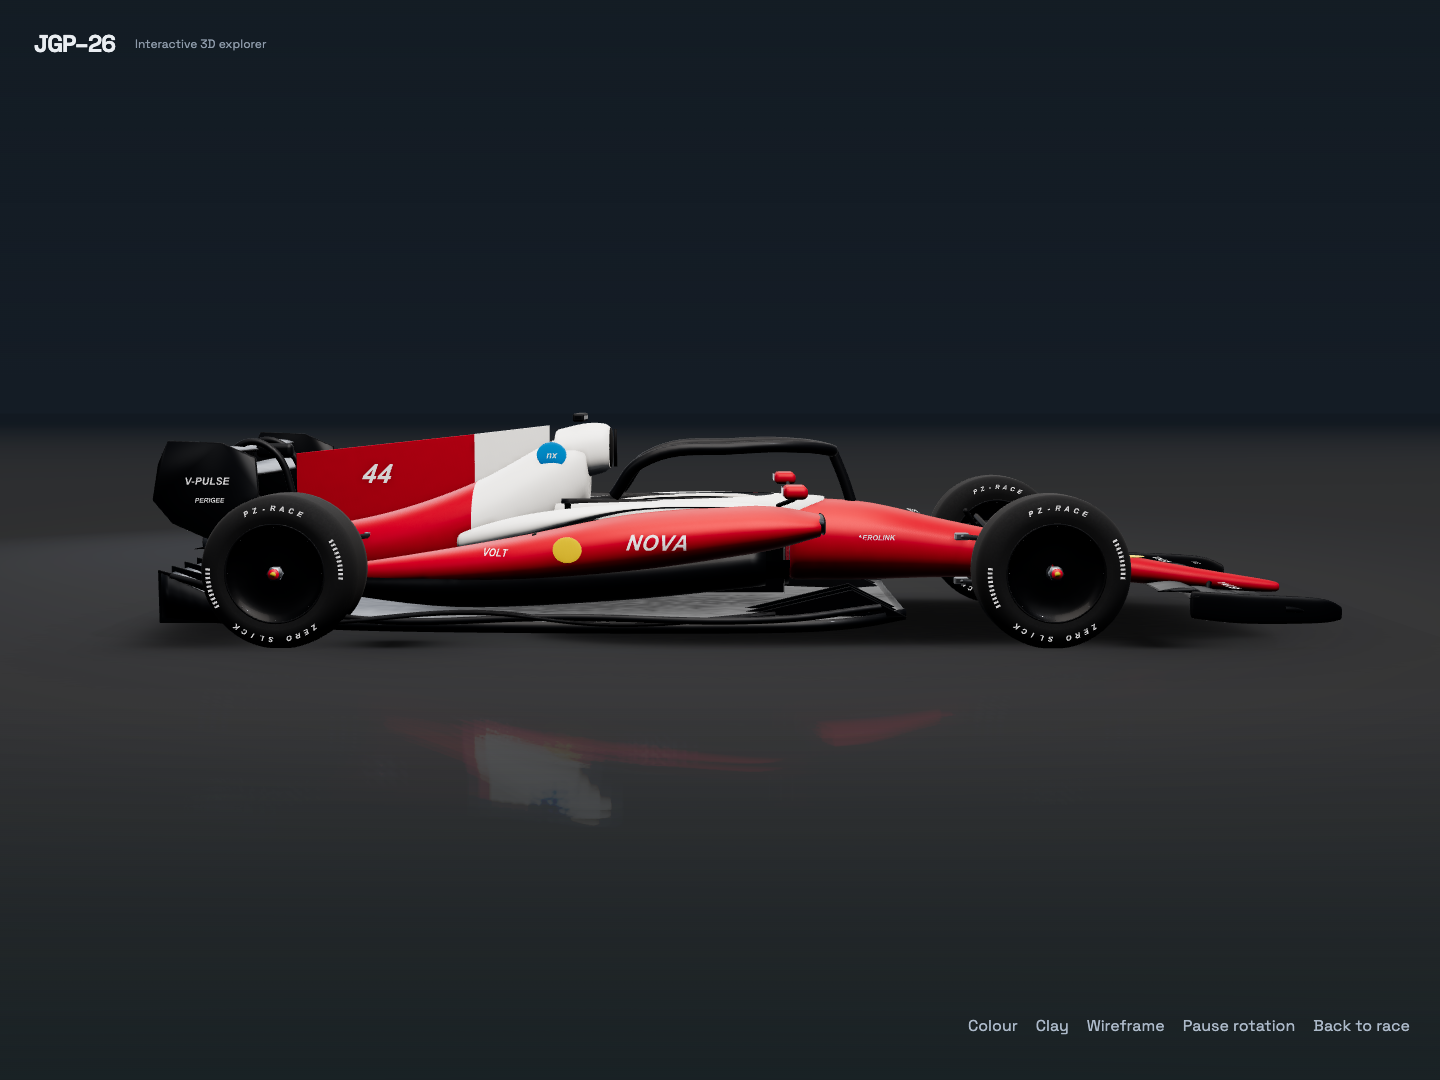 JGP–26
Interactive 3D explorer
nx
44
V-PULSE
PERIGEE
PZ-RACE
PZ-RACE
PZ-RACE
VOLT
NOVA
ZERO SLICK
ZERO SLICK
Colour
Clay
Wireframe
Pause rotation
Back to race